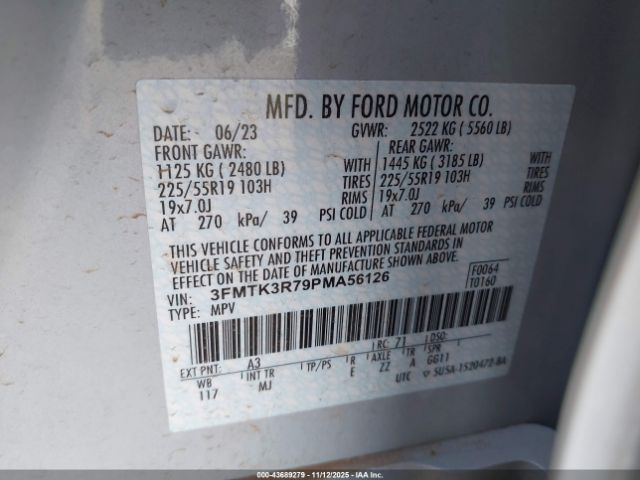 MFD. BY FORD MOTOR CO.
DATE: 06/23 GVWR: 2522 KG ( 5560 LB)
FRONT GAWR: REAR GAWR:
1125 KG ( 2480 LB) WITH 1445 KG ( 3185 LB) WITH
225/55R19 103H TIRES 225/55R19 103H TIRES
19x7.0J RIMS 19x7.0J RIMS
AT 270 kPa/ 39 PSI COLD AT 270 kPa/ 39 PSI COLD
THIS VEHICLE CONFORMS TO ALL APPLICABLE FEDERAL MOTOR
VEHICLE SAFETY AND THEFT PREVENTION STANDARDS IN
EFFECT ON THE DATE OF MANUFACTURE SHOWN ABOVE.
VIN: 3FMTK3R79PMA56126 F0064
TYPE: MPV T0160
EXT PNT: A3 RC: 71 DSO:
WB INT TR TP/PS R AXLE TR SPR
117 MJ E ZZ A GG11
UTC SU5A-1520472-BA
000-43689279 - 11/12/2025 - IAAI